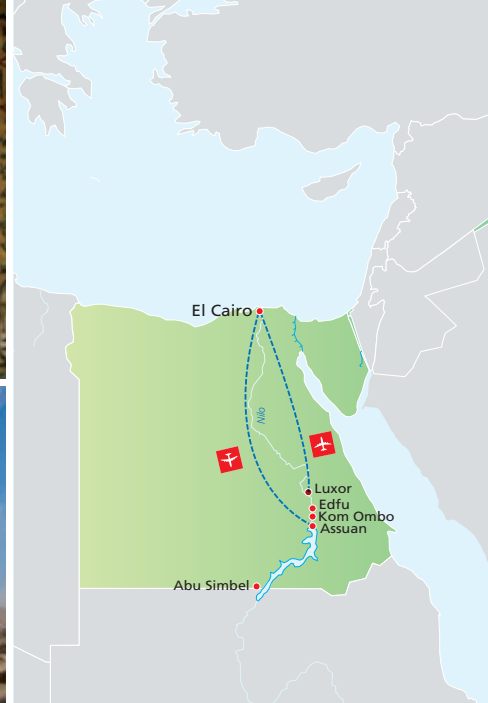 El Cairo
Nilo
Luxor
Edfu
Kom Ombo
Assuan
Abu Simbel